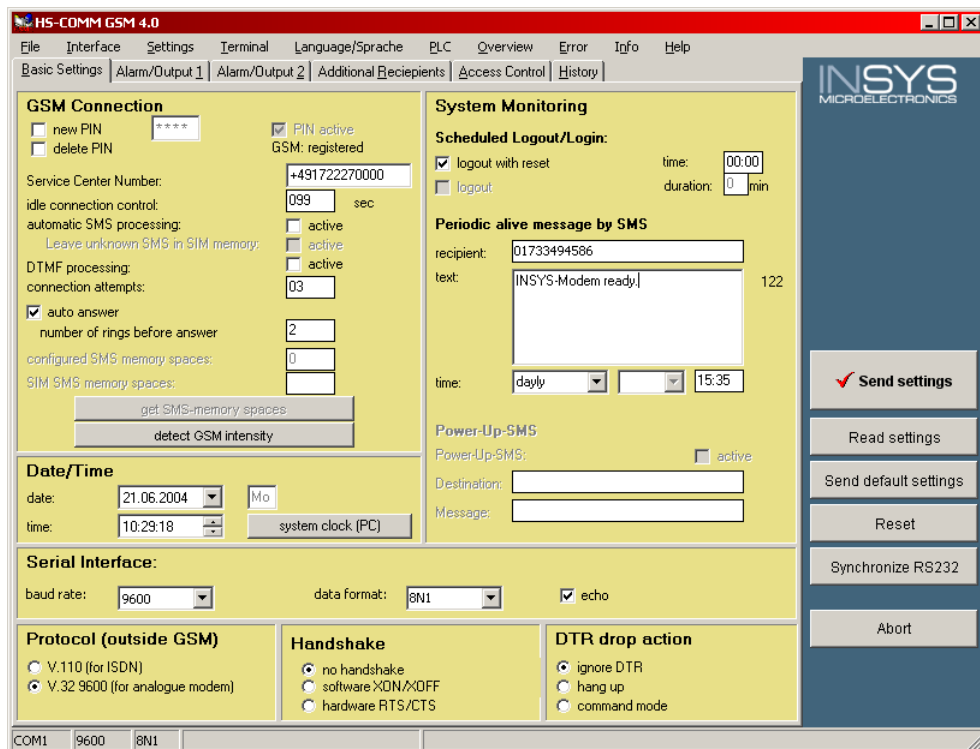 HS-COMM GSM 4.0
File Interface Settings Terminal Language/Sprache PLC Overview Error Info Help
Basic Settings Alarm/Output 1 Alarm/Output 2 Additional Reciepients Access Control History
INSYS
MICROELECTRONICS
GSM Connection
new PIN **** PIN active
delete PIN GSM: registered
Service Center Number: +491722270000
idle connection control: 099 sec
automatic SMS processing: active
Leave unknown SMS in SIM memory: active
DTMF processing: active
connection attempts: 03
auto answer
number of rings before answer 2
configured SMS memory spaces: 0
SIM SMS memory spaces:
get SMS-memory spaces
detect GSM intensity
System Monitoring
Scheduled Logout/Login:
logout with reset time: 00:00
logout duration: 0 min
Periodic alive message by SMS
recipient: 01733494586
text: INSYS-Modem ready. 122
time: dayly 15:35
Power-Up-SMS
Power-Up-SMS: active
Destination:
Message:
Date/Time
date: 21.06.2004 Mo
time: 10:29:18 system clock (PC)
Serial Interface:
baud rate: 9600 data format: 8N1 echo
Protocol (outside GSM)
V.110 (for ISDN)
V.32 9600 (for analogue modem)
Handshake
no handshake
software XON/XOFF
hardware RTS/CTS
DTR drop action
ignore DTR
hang up
command mode
Send settings
Read settings
Send default settings
Reset
Synchronize RS232
Abort
COM1 9600 8N1